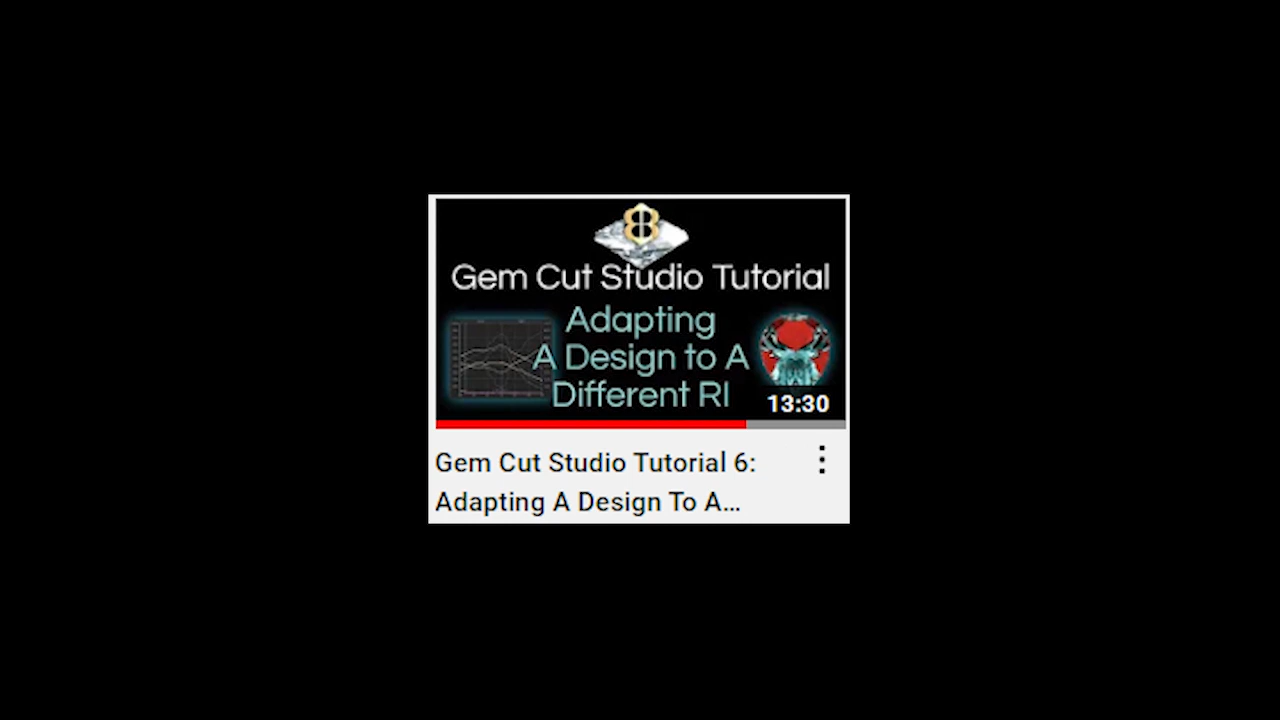 Gem Cut Studio Tutorial
Adapting
A Design to A
Different RI
13:30
Gem Cut Studio Tutorial 6:
Adapting A Design To A...